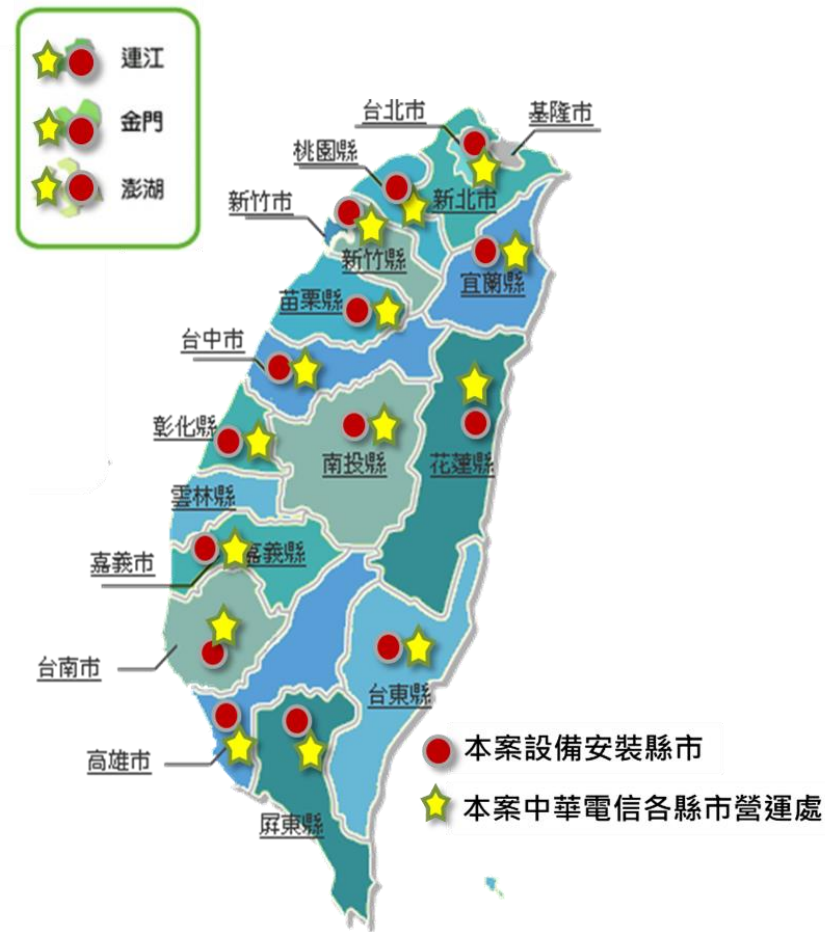 連江
金門
澎湖
台北市
基隆市
桃園縣
新竹市
新北市
新竹縣
宜蘭縣
苗栗縣
台中市
彰化縣
南投縣
花蓮縣
雲林縣
嘉義縣
嘉義市
台南市
台東縣
高雄市
屏東縣
本案設備安裝縣市
本案中華電信各縣市營運處